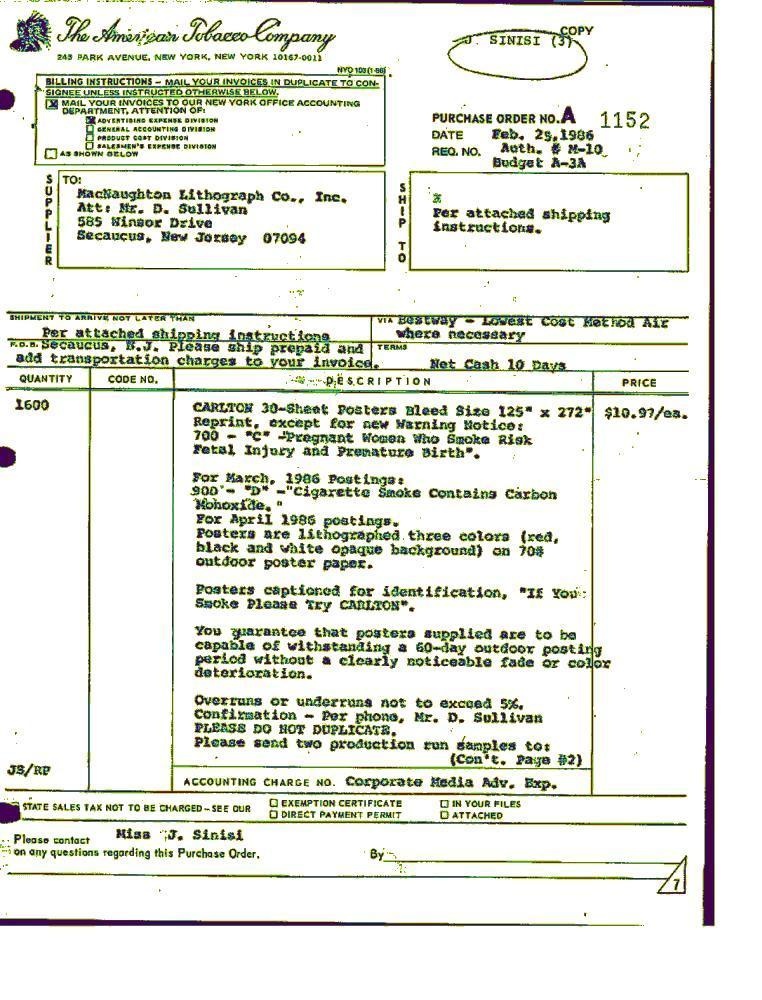 The American Tobacco Company
245 PARK AVENUE, NEW YORK, NEW YORK 10167-0011
COPY
J. SINISI (3)
NYO 103 (1-86)
BILLING INSTRUCTIONS – MAIL YOUR INVOICES IN DUPLICATE TO CON-
SIGNEE UNLESS INSTRUCTED OTHERWISE BELOW.
MAIL YOUR INVOICES TO OUR NEW YORK OFFICE ACCOUNTING
DEPARTMENT, ATTENTION OF:
ADVERTISING EXPENSE DIVISION
GENERAL ACCOUNTING DIVISION
PRODUCT COST DIVISION
SALESMEN'S EXPENSE DIVISION
AS SHOWN BELOW
PURCHASE ORDER NO. A 1152
DATE Feb. 25, 1986
REQ. NO. Auth. # M-10
Budget A-3A
SUPPLIER
TO:
MacNaughton Lithograph Co., Inc.
Att: Mr. D. Sullivan
585 Winsor Drive
Secaucus, New Jersey 07094
SHIP TO
Per attached shipping
instructions.
SHIPMENT TO ARRIVE NOT LATER THAN
Per attached shipping instructions
VIA Bestway - Lowest Cost Method Air
where necessary
F.O.B. Secaucus, N.J. Please ship prepaid and
add transportation charges to your invoice.
TERMS
Net Cash 10 Days
QUANTITY CODE NO. DESCRIPTION PRICE
1600 CARLTON 30-Sheet Posters Bleed Size 125" x 272" $10.97/ea.
Reprint, except for new Warning Notice:
700 - "C" -"Pregnant Women Who Smoke Risk
Fetal Injury and Premature Birth".
For March, 1986 Postings:
900 - "D" -"Cigarette Smoke Contains Carbon
Monoxide."
For April 1986 postings.
Posters are lithographed three colors (red,
black and white opaque background) on 70#
outdoor poster paper.
Posters captioned for identification, "If You
Smoke Please Try CARLTON".
You guarantee that posters supplied are to be
capable of withstanding a 60-day outdoor posting
period without a clearly noticeable fade or color
deterioration.
Overruns or underruns not to exceed 5%.
Confirmation - Per phone, Mr. D. Sullivan
PLEASE DO NOT DUPLICATE.
Please send two production run samples to:
(Con't. Page #2)
JS/RP
ACCOUNTING CHARGE NO. Corporate Media Adv. Exp.
STATE SALES TAX NOT TO BE CHARGED – SEE OUR
EXEMPTION CERTIFICATE
DIRECT PAYMENT PERMIT
IN YOUR FILES
ATTACHED
Please contact Miss J. Sinisi
on any questions regarding this Purchase Order.
By
7